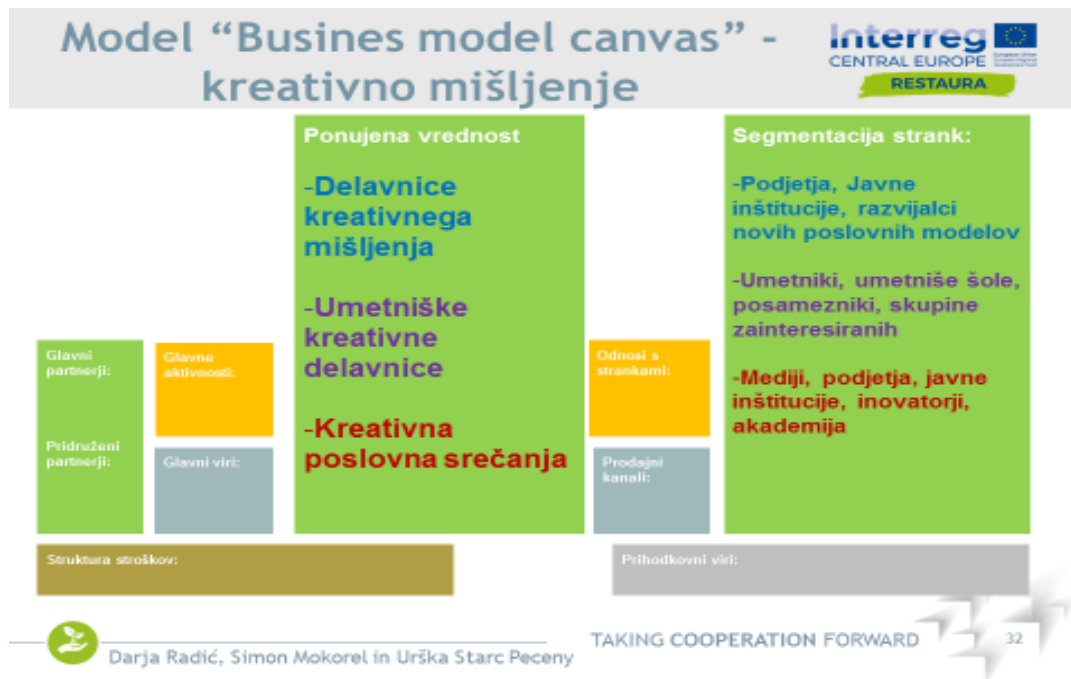 Model “Busines model canvas” -
kreativno mišljenje
Interreg
CENTRAL EUROPE
RESTAURA
Ponujena vrednost
-Delavnice
kreativnega
mišljenja
-Umetniške
kreativne
delavnice
-Kreativna
poslovna srečanja
Segmentacija strank:
-Podjetja, Javne
inštitucije, razvijalci
novih poslovnih modelov
-Umetniki, umetniše šole,
posamezniki, skupine
zainteresiranih
-Mediji, podjetja, javne
inštitucije, inovatorji,
akademija
Glavni
partnerji:
Pridruženi
partnerji:
Glavne
aktivnosti:
Glavni viri:
Odnosi s
strankami:
Prodajni
kanali:
Struktura stroškov:
Prihodkovni viri:
Darja Radić, Simon Mokorel in Urška Starc Peceny
TAKING COOPERATION FORWARD
32